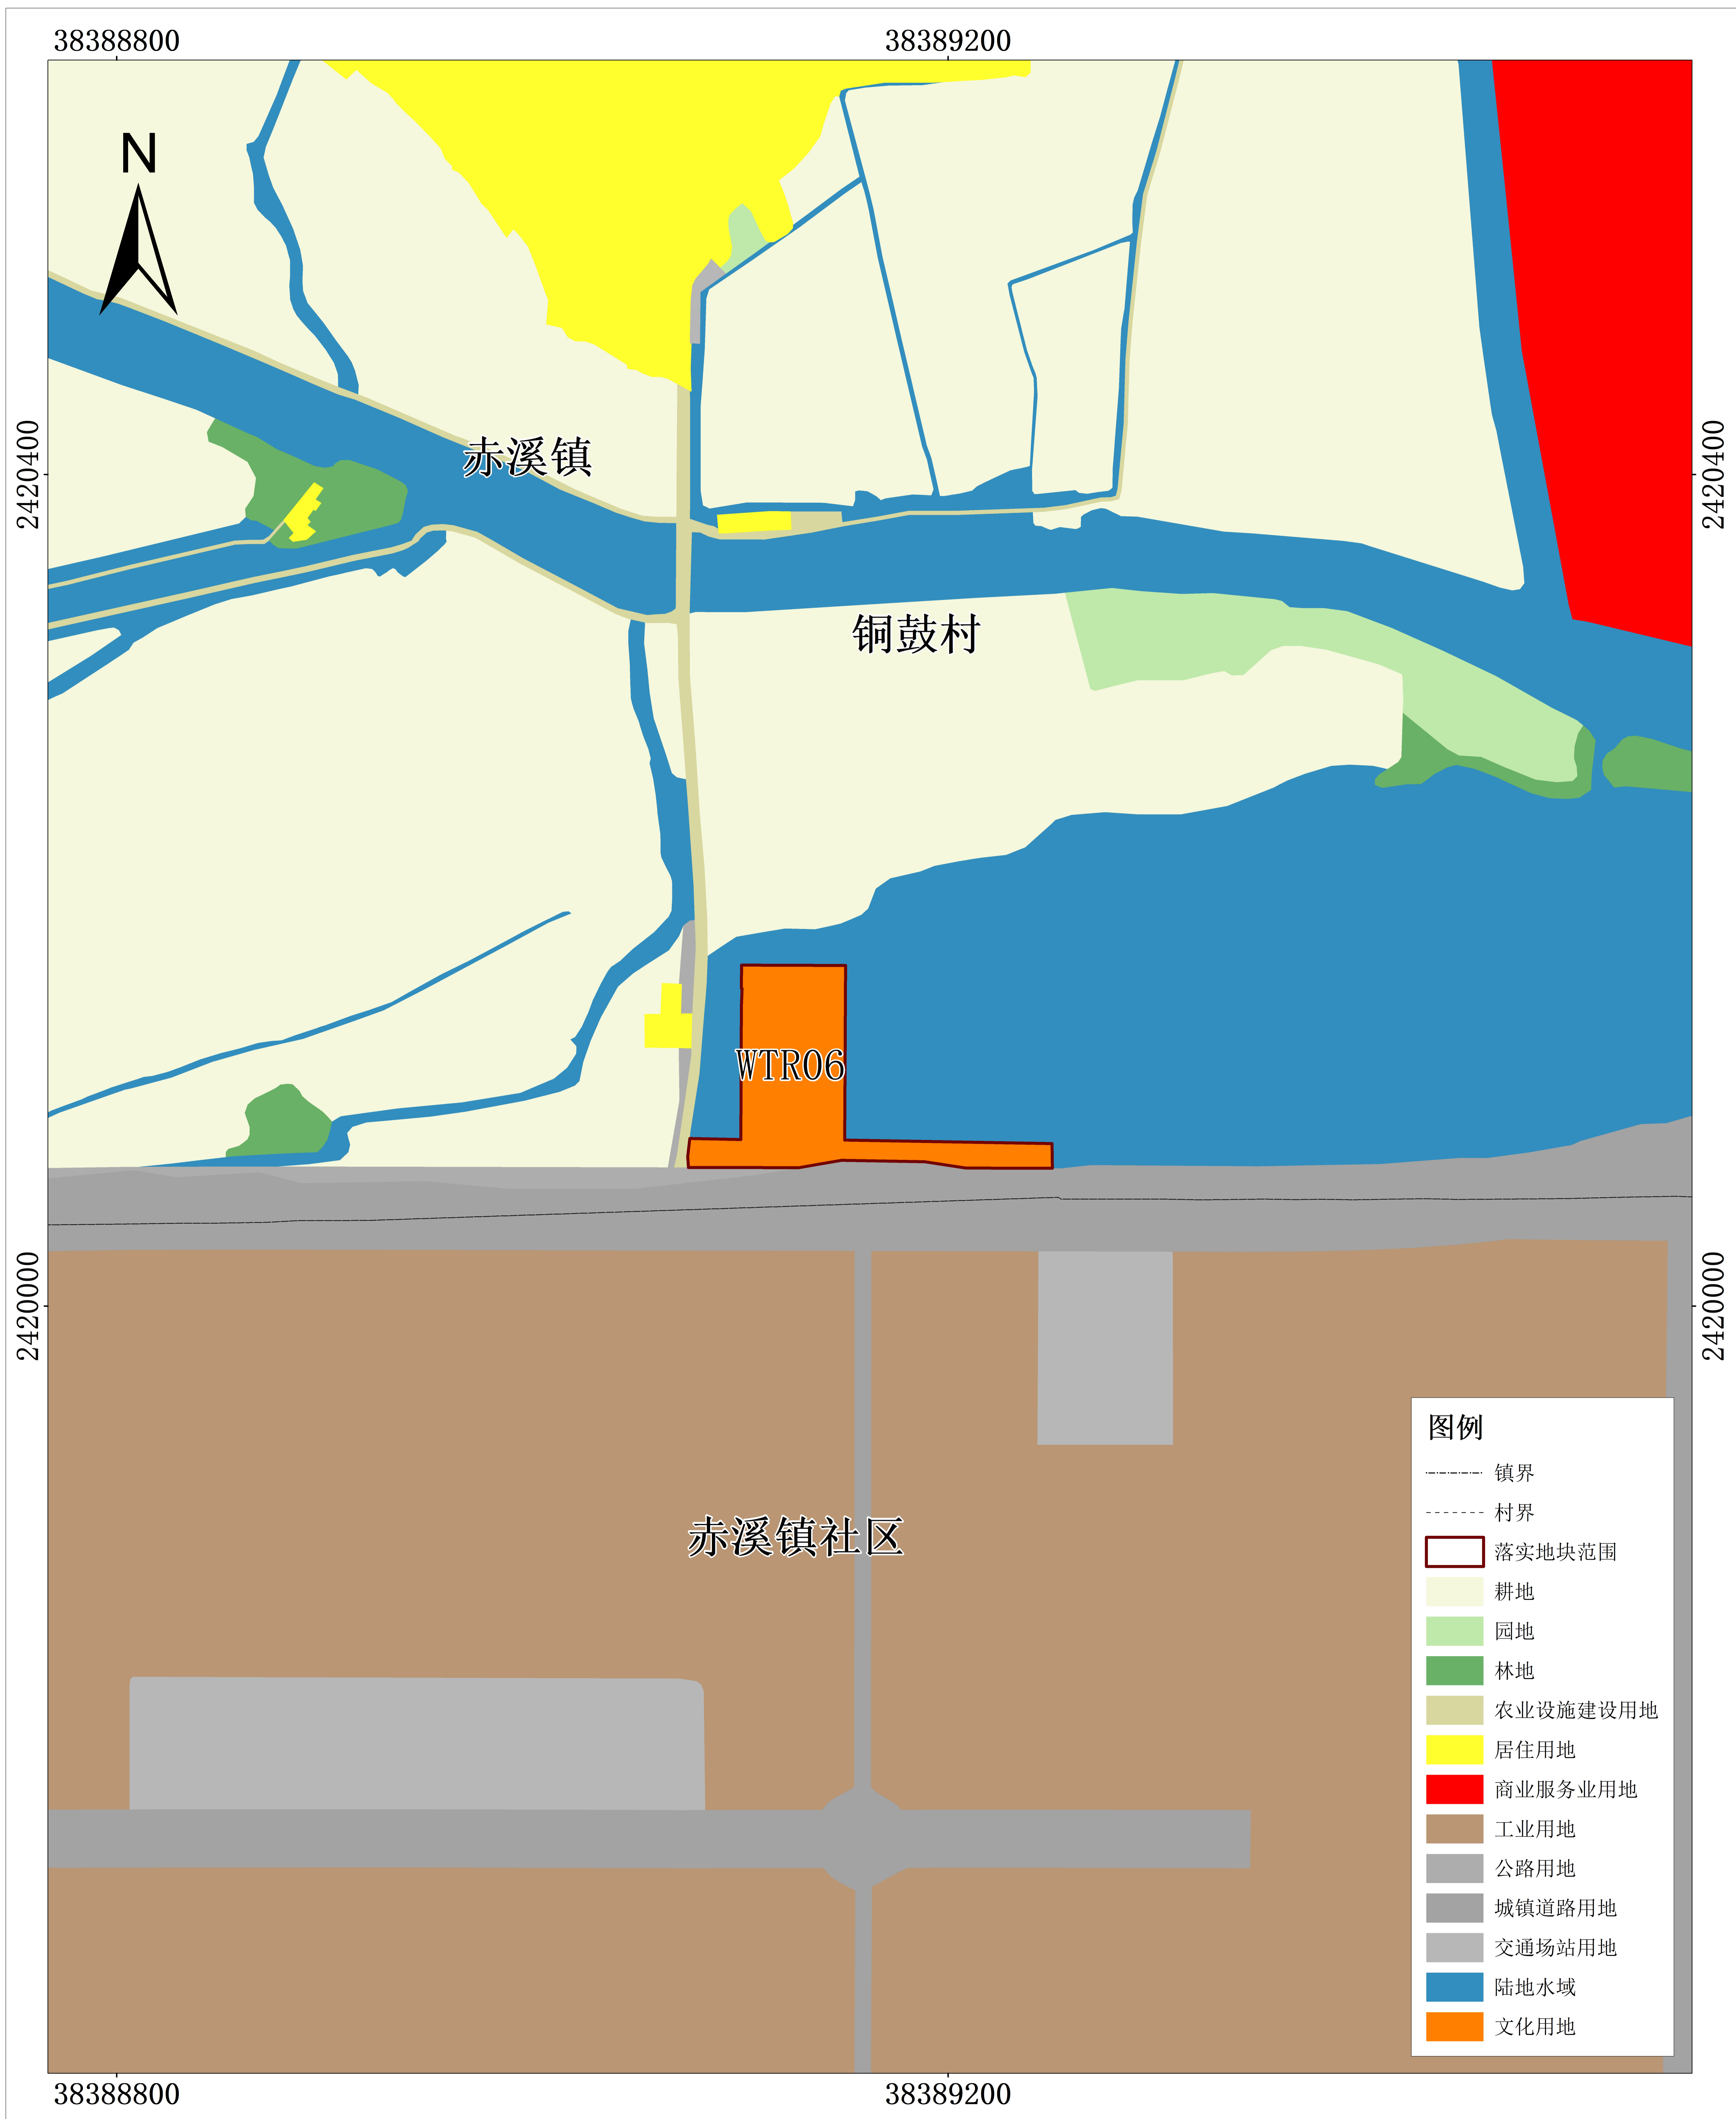 38388800
38389200
N
2420400
2420400
赤溪镇
铜鼓村
WTR06
2420000
2420000
赤溪镇社区
图例
镇界
村界
落实地块范围
耕地
园地
林地
农业设施建设用地
居住用地
商业服务业用地
工业用地
公路用地
城镇道路用地
交通场站用地
陆地水域
文化用地
38388800
38389200